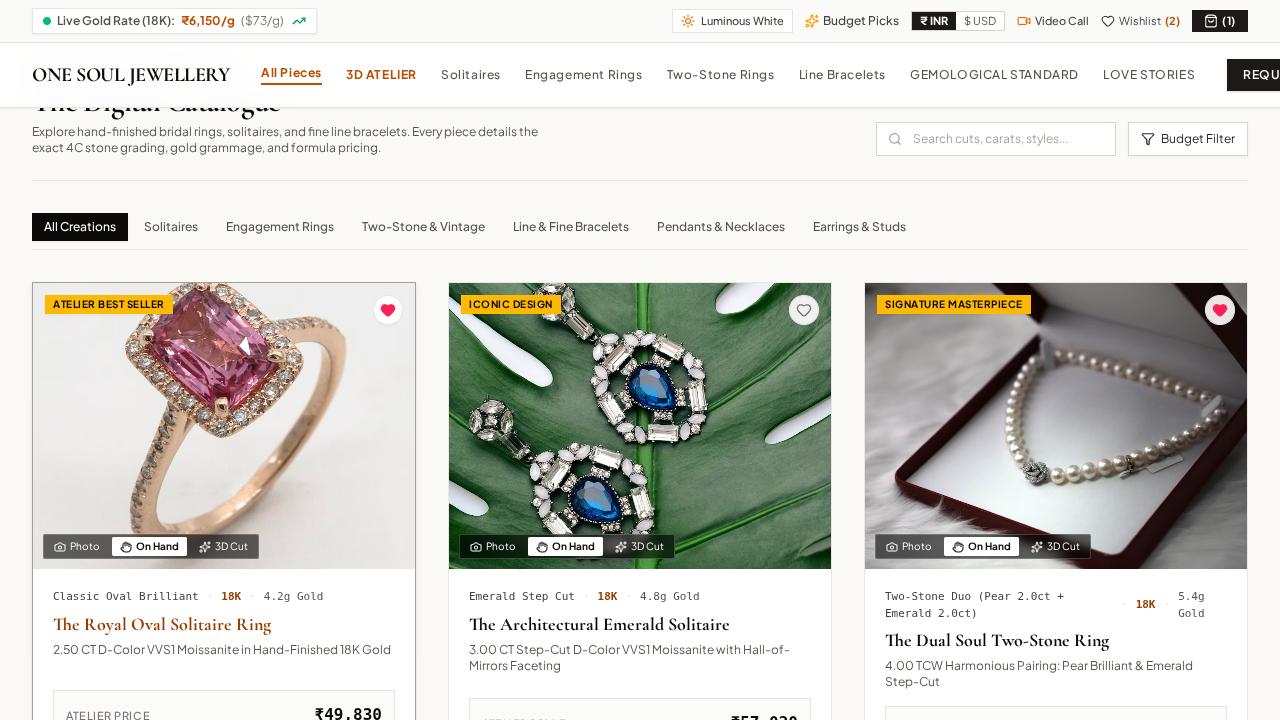 Live Gold Rate (18K): ₹6,150/g ($73/g)
Luminous White
Budget Picks
₹ INR
$ USD
Video Call
Wishlist (2)
(1)
ONE SOUL JEWELLERY
All Pieces
3D ATELIER
Solitaires
Engagement Rings
Two-Stone Rings
Line Bracelets
GEMOLOGICAL STANDARD
LOVE STORIES
REQU
The Digital Catalogue
Explore hand-finished bridal rings, solitaires, and fine line bracelets. Every piece details the
exact 4C stone grading, gold grammage, and formula pricing.
Search cuts, carats, styles...
Budget Filter
All Creations
Solitaires
Engagement Rings
Two-Stone & Vintage
Line & Fine Bracelets
Pendants & Necklaces
Earrings & Studs
ATELIER BEST SELLER
Photo
On Hand
3D Cut
Classic Oval Brilliant · 18K · 4.2g Gold
The Royal Oval Solitaire Ring
2.50 CT D-Color VVS1 Moissanite in Hand-Finished 18K Gold
ATELIER PRICE
₹49,830
ICONIC DESIGN
Photo
On Hand
3D Cut
Emerald Step Cut · 18K · 4.8g Gold
The Architectural Emerald Solitaire
3.00 CT Step-Cut D-Color VVS1 Moissanite with Hall-of-
Mirrors Faceting
ATELIER PRICE
₹57,020
SIGNATURE MASTERPIECE
Photo
On Hand
3D Cut
Two-Stone Duo (Pear 2.0ct +
Emerald 2.0ct) · 18K · 5.4g
Gold
The Dual Soul Two-Stone Ring
4.00 TCW Harmonious Pairing: Pear Brilliant & Emerald
Step-Cut